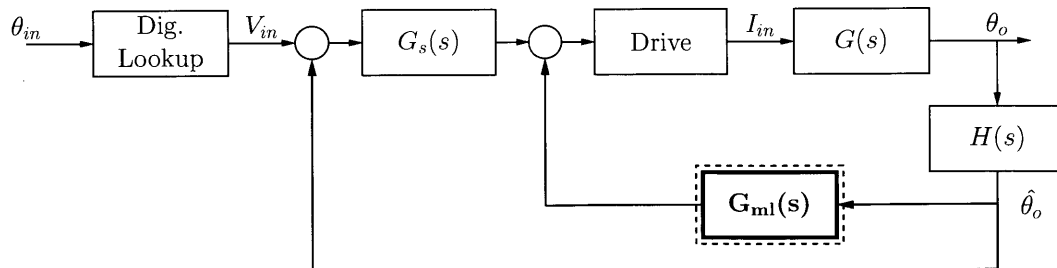 θ_in
Dig.
Lookup
V_in
G_s(s)
Drive
I_in
G(s)
θ_o
H(s)
G_ml(s)
θ̂_o